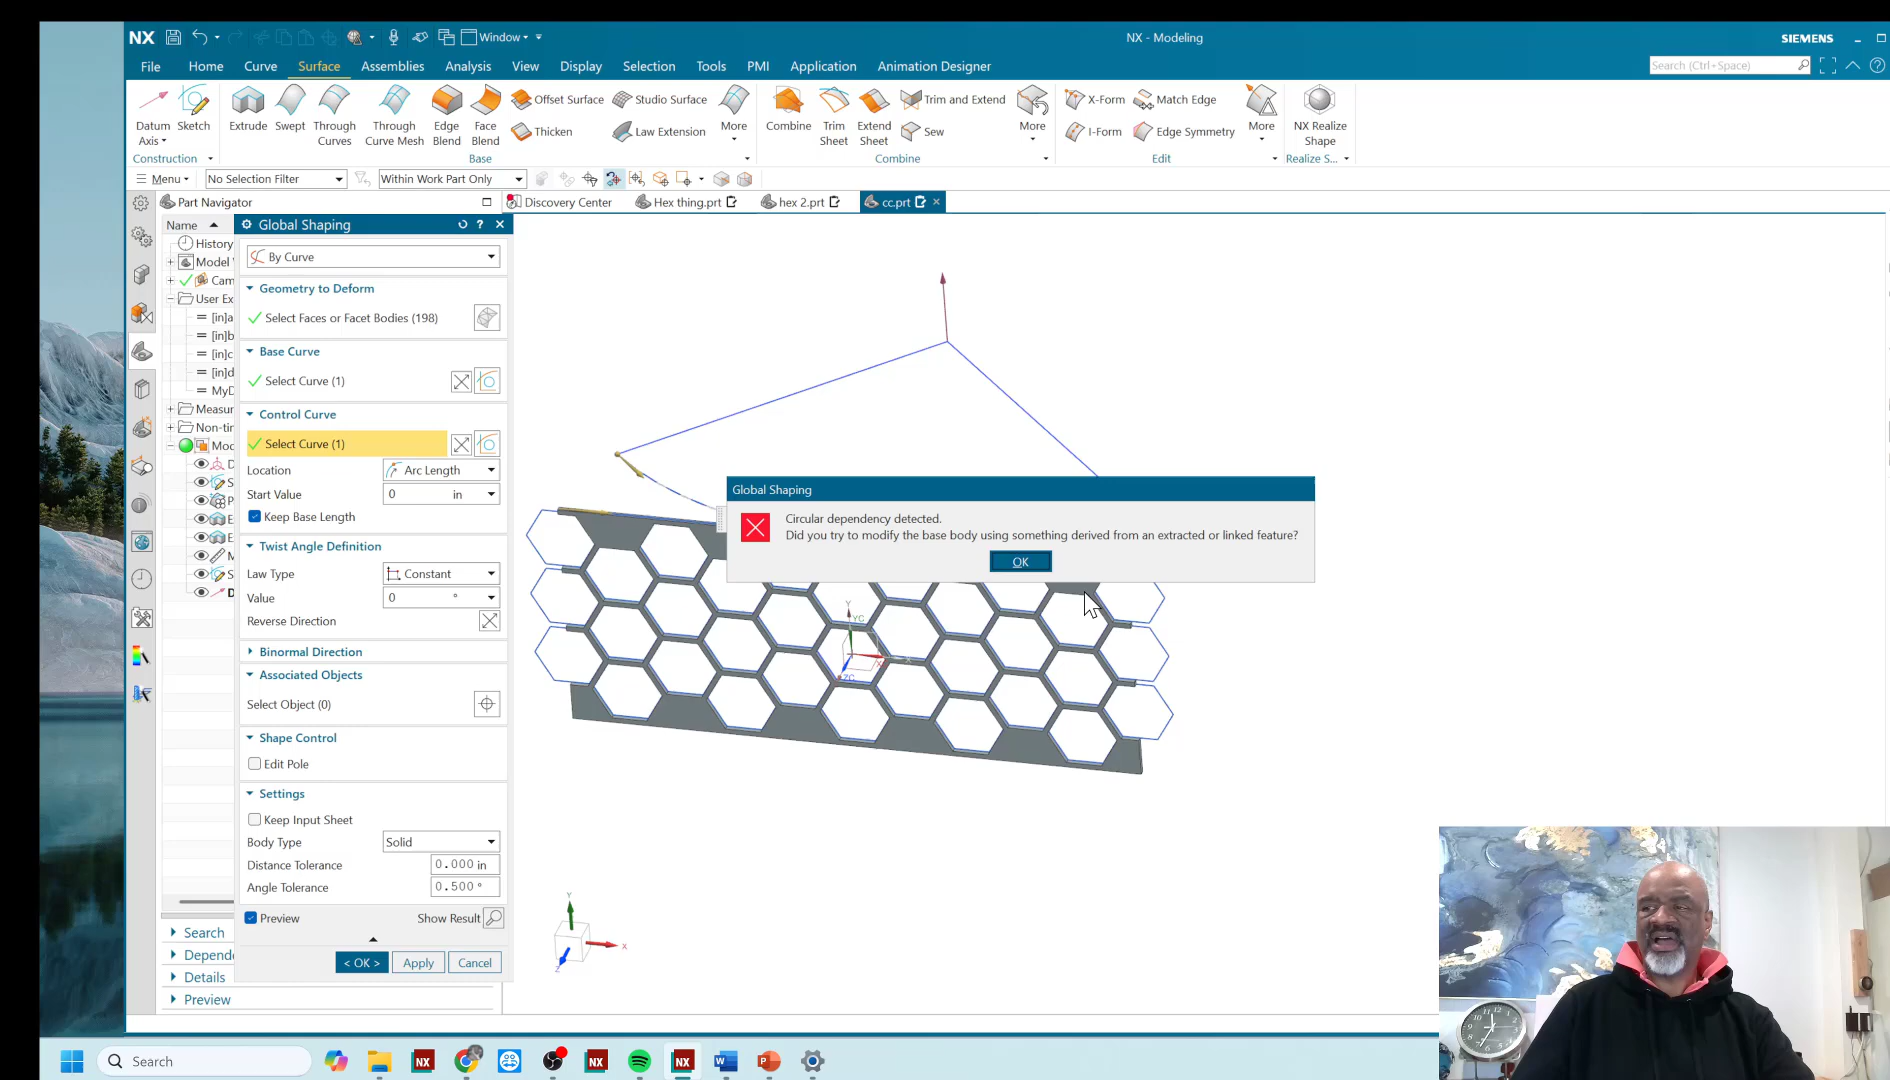 NX
Window
NX - Modeling
SIEMENS
File
Home
Curve
Surface
Assemblies
Analysis
View
Display
Selection
Tools
PMI
Application
Animation Designer
Search (Ctrl+Space)
Datum Axis
Sketch
Construction
Extrude
Swept
Through Curves
Through Curve Mesh
Edge Blend
Face Blend
Offset Surface
Thicken
Studio Surface
Law Extension
More
Base
Combine
Trim Sheet
Extend Sheet
Trim and Extend
Sew
More
Combine
X-Form
I-Form
Match Edge
Edge Symmetry
More
Edit
NX Realize Shape
Realize S...
Menu
No Selection Filter
Within Work Part Only
Part Navigator
Discovery Center
Hex thing.prt
hex 2.prt
cc.prt
Name
History
Model
Cam
User Ex
[in]a
[in]b
[in]c
[in]d
MyD
Measur
Non-tir
Moc
Global Shaping
By Curve
Geometry to Deform
Select Faces or Facet Bodies (198)
Base Curve
Select Curve (1)
Control Curve
Select Curve (1)
Location
Arc Length
Start Value
0 in
Keep Base Length
Twist Angle Definition
Law Type
Constant
Value
0 °
Reverse Direction
Binormal Direction
Associated Objects
Select Object (0)
Shape Control
Edit Pole
Settings
Keep Input Sheet
Body Type
Solid
Distance Tolerance
0.000 in
Angle Tolerance
0.500 °
Preview
Show Result
< OK >
Apply
Cancel
Search
Depende
Details
Preview
Global Shaping
Circular dependency detected.
Did you try to modify the base body using something derived from an extracted or linked feature?
OK
Y
YC
X
ZC
Y
X
Z
Search